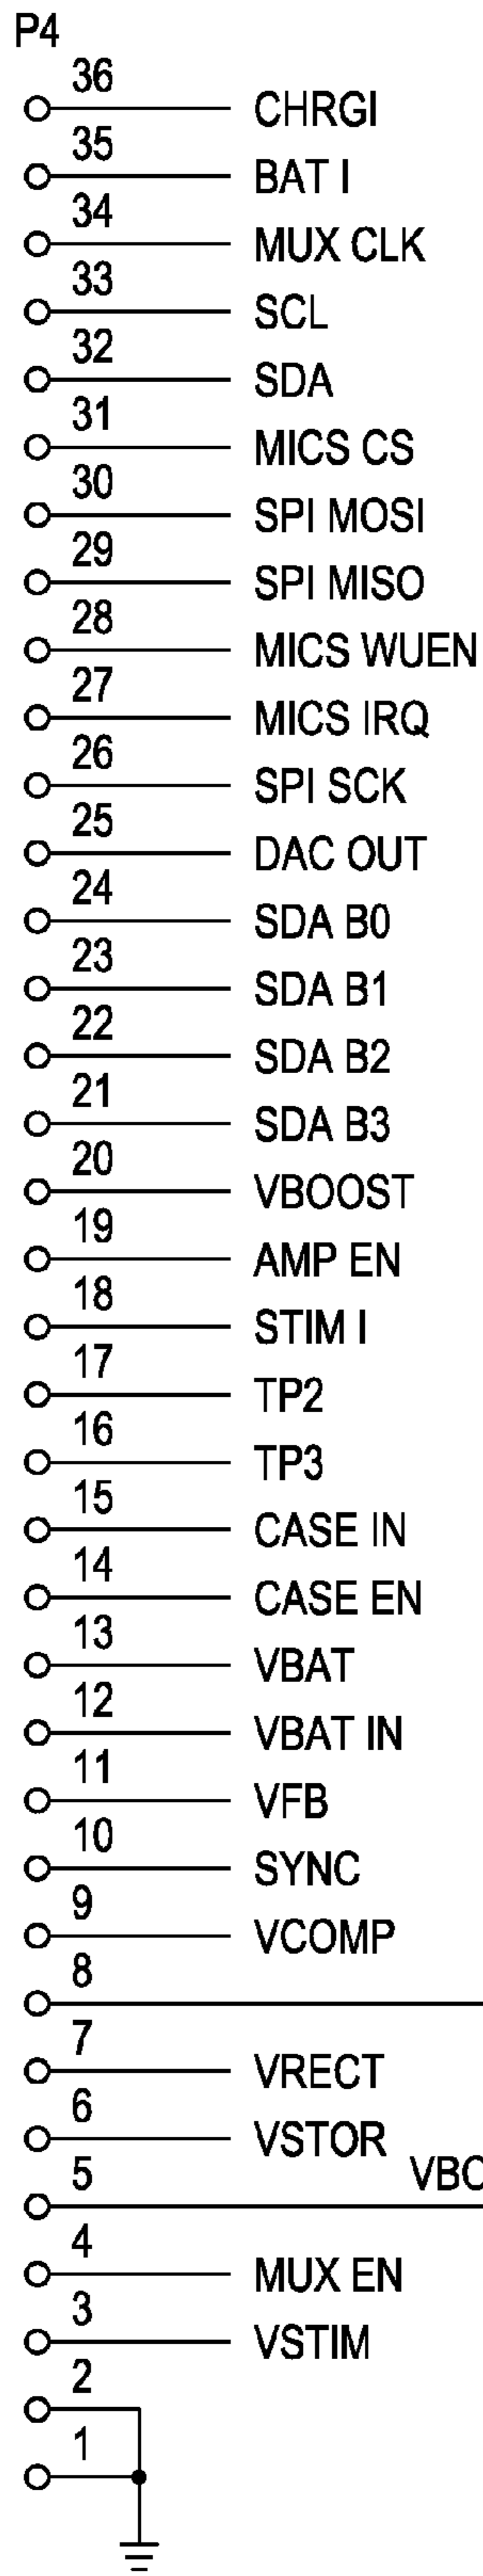 P4
36 CHRGI
35 BAT I
34 MUX CLK
33 SCL
32 SDA
31 MICS CS
30 SPI MOSI
29 SPI MISO
28 MICS WUEN
27 MICS IRQ
26 SPI SCK
25 DAC OUT
24 SDA B0
23 SDA B1
22 SDA B2
21 SDA B3
20 VBOOST
19 AMP EN
18 STIM I
17 TP2
16 TP3
15 CASE IN
14 CASE EN
13 VBAT
12 VBAT IN
11 VFB
10 SYNC
9 VCOMP
8
7 VRECT
6 VSTOR
5
4 MUX EN
3 VSTIM
2
1